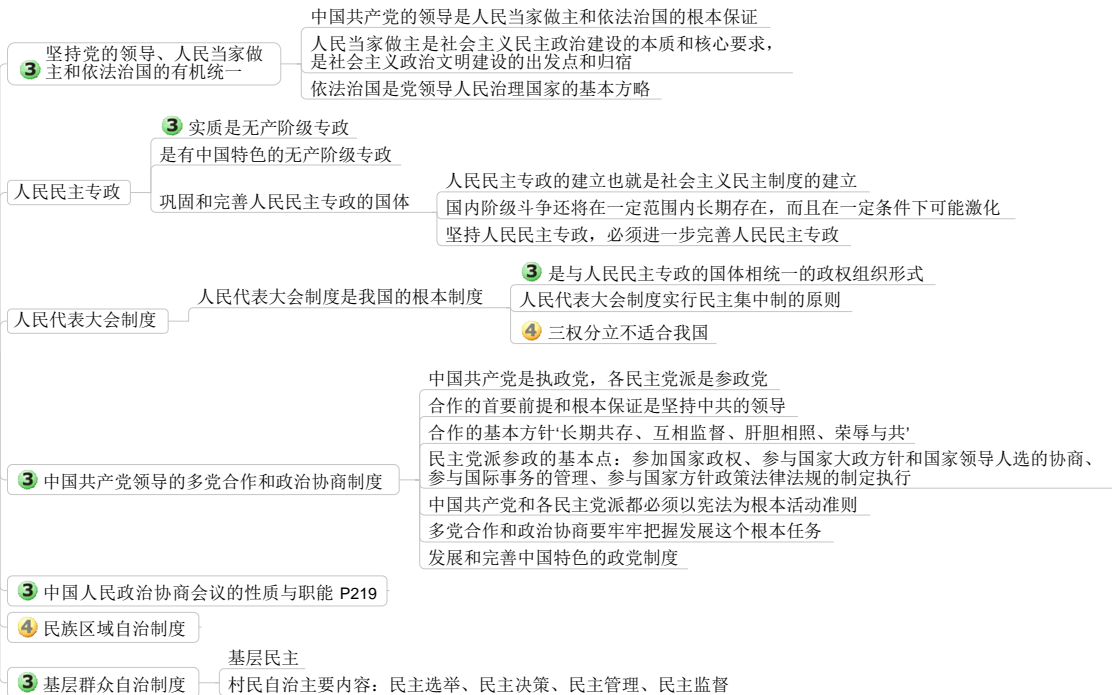 中国共产党的领导是人民当家做主和依法治国的根本保证
3 坚持党的领导、人民当家做
主和依法治国的有机统一
人民当家做主是社会主义民主政治建设的本质和核心要求，
是社会主义政治文明建设的出发点和归宿
依法治国是党领导人民治理国家的基本方略
3 实质是无产阶级专政
是有中国特色的无产阶级专政
人民民主专政
巩固和完善人民民主专政的国体
人民民主专政的建立也就是社会主义民主制度的建立
国内阶级斗争还将在一定范围内长期存在，而且在一定条件下可能激化
坚持人民民主专政，必须进一步完善人民民主专政
人民代表大会制度
人民代表大会制度是我国的根本制度
3 是与人民民主专政的国体相统一的政权组织形式
人民代表大会制度实行民主集中制的原则
4 三权分立不适合我国
3 中国共产党领导的多党合作和政治协商制度
中国共产党是执政党，各民主党派是参政党
合作的首要前提和根本保证是坚持中共的领导
合作的基本方针‘长期共存、互相监督、肝胆相照、荣辱与共’
民主党派参政的基本点：参加国家政权、参与国家大政方针和国家领导人选的协商、
参与国际事务的管理、参与国家方针政策法律法规的制定执行
中国共产党和各民主党派都必须以宪法为根本活动准则
多党合作和政治协商要牢牢把握发展这个根本任务
发展和完善中国特色的政党制度
3 中国人民政治协商会议的性质与职能 P219
4 民族区域自治制度
3 基层群众自治制度
基层民主
村民自治主要内容：民主选举、民主决策、民主管理、民主监督